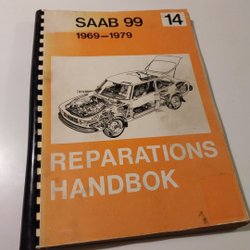 SAAB 99
14
1969—1979
REPARATIONS
HANDBOK